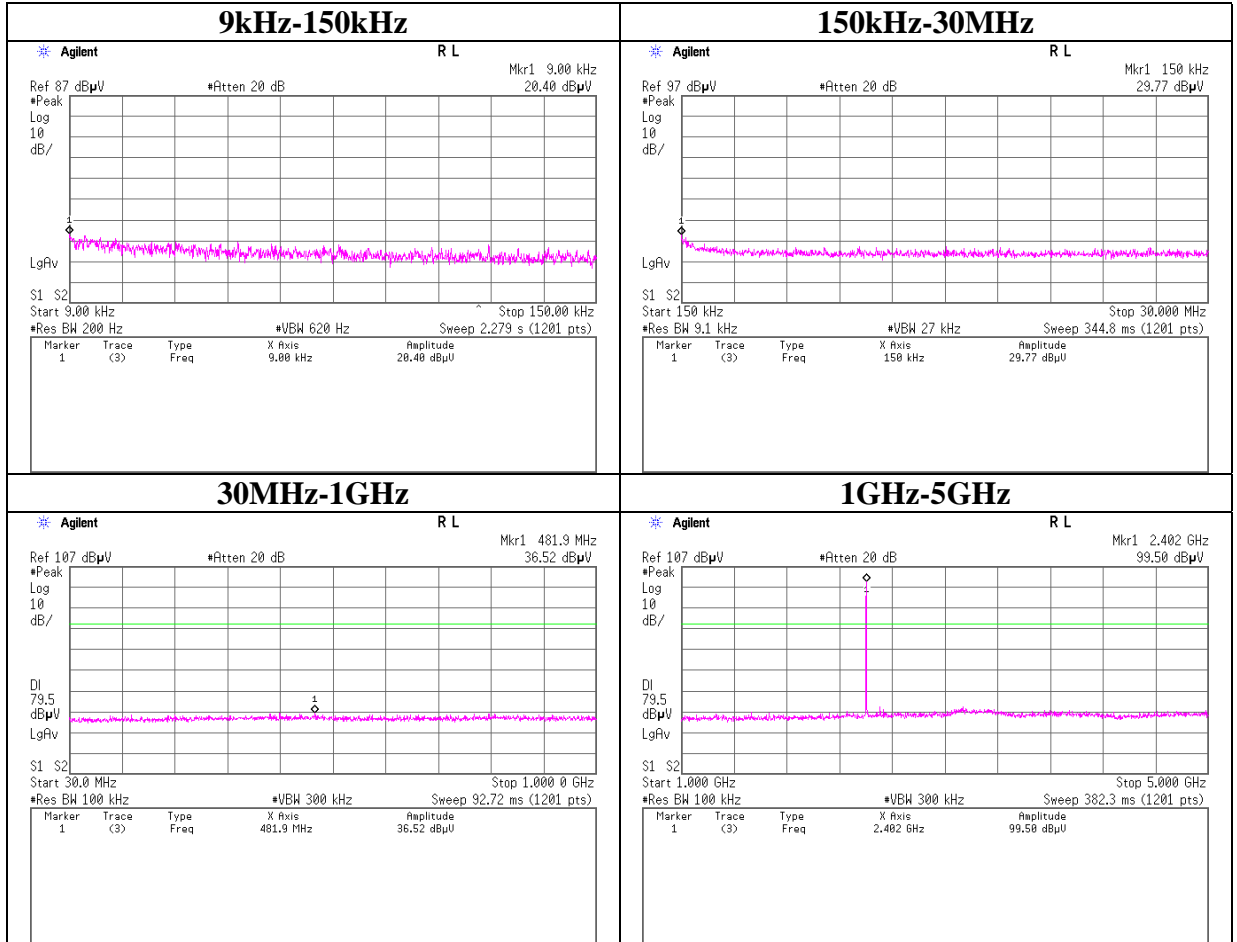 9kHz-150kHz
Agilent R L
Mkr1 9.00 kHz
Ref 87 dBµV #Atten 20 dB 20.40 dBµV
#Peak
Log
10
dB/
1
LgAv
S1 S2
Start 9.00 kHz ^ Stop 150.00 kHz
#Res BW 200 Hz #VBW 620 Hz Sweep 2.279 s (1201 pts)
Marker Trace Type X Axis Amplitude
1 (3) Freq 9.00 kHz 20.40 dBµV
150kHz-30MHz
Agilent R L
Mkr1 150 kHz
Ref 97 dBµV #Atten 20 dB 29.77 dBµV
#Peak
Log
10
dB/
1
LgAv
S1 S2
Start 150 kHz Stop 30.000 MHz
#Res BW 9.1 kHz #VBW 27 kHz Sweep 344.8 ms (1201 pts)
Marker Trace Type X Axis Amplitude
1 (3) Freq 150 kHz 29.77 dBµV
30MHz-1GHz
Agilent R L
Mkr1 481.9 MHz
Ref 107 dBµV #Atten 20 dB 36.52 dBµV
#Peak
Log
10
dB/
DI
79.5
dBµV
1
LgAv
S1 S2
Start 30.0 MHz Stop 1.000 0 GHz
#Res BW 100 kHz #VBW 300 kHz Sweep 92.72 ms (1201 pts)
Marker Trace Type X Axis Amplitude
1 (3) Freq 481.9 MHz 36.52 dBµV
1GHz-5GHz
Agilent R L
Mkr1 2.402 GHz
Ref 107 dBµV #Atten 20 dB 99.50 dBµV
#Peak
Log
10
dB/
1
DI
79.5
dBµV
LgAv
S1 S2
Start 1.000 GHz Stop 5.000 GHz
#Res BW 100 kHz #VBW 300 kHz Sweep 382.3 ms (1201 pts)
Marker Trace Type X Axis Amplitude
1 (3) Freq 2.402 GHz 99.50 dBµV